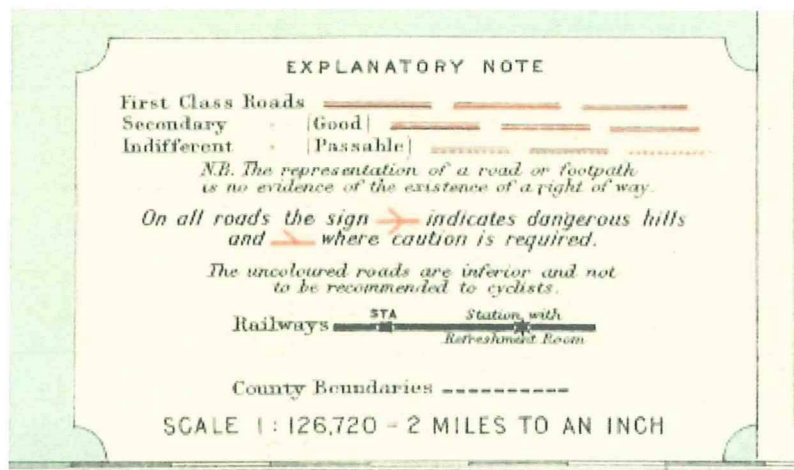 EXPLANATORY NOTE
First Class Roads
Secondary " (Good)
Indifferent " (Passable)
N.B. The representation of a road or footpath
is no evidence of the existence of a right of way.
On all roads the sign indicates dangerous hills
and where caution is required.
The uncoloured roads are inferior and not
to be recommended to cyclists.
Railways STA Station with
Refreshment Room
County Boundaries
SCALE 1:126,720 - 2 MILES TO AN INCH